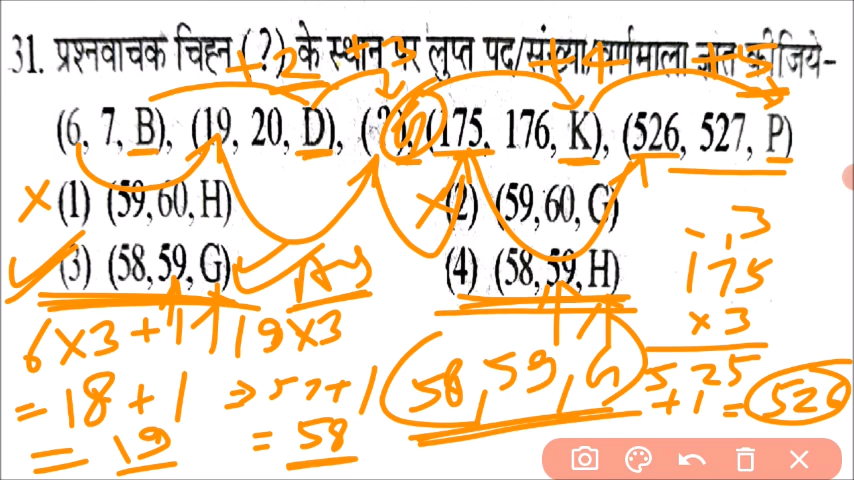 31. प्रश्नवाचक चिह्न (?) के स्थान पर लुप्त पद/संख्या/वर्णमाला ज्ञात कीजिये-
+2 +3 +4 +5
(6, 7, B), (19, 20, D), (?), (175, 176, K), (526, 527, P)
G
× (1) (59, 60, H) × (2) (59, 60, G)
(3) (58, 59, G) Ans (4) (58, 59, H)
6×3+1 19×3 175
×3
= 18+1 ⇒ 57+1 58, 59, G 525
= 19 = 58 +1 = 526